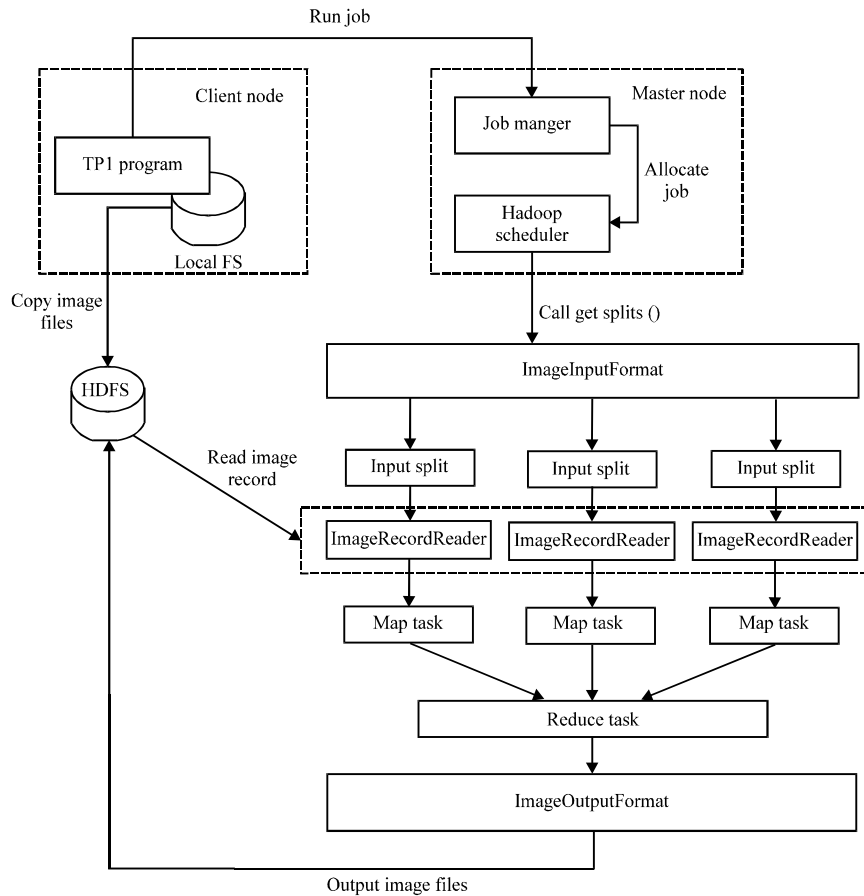 Run job
Client node
Master node
TP1 program
Job manger
Allocate
job
Hadoop
scheduler
Local FS
Copy image
files
Call get splits ()
ImageInputFormat
HDFS
Read image
record
Input split
Input split
Input split
ImageRecordReader
ImageRecordReader
ImageRecordReader
Map task
Map task
Map task
Reduce task
ImageOutputFormat
Output image files